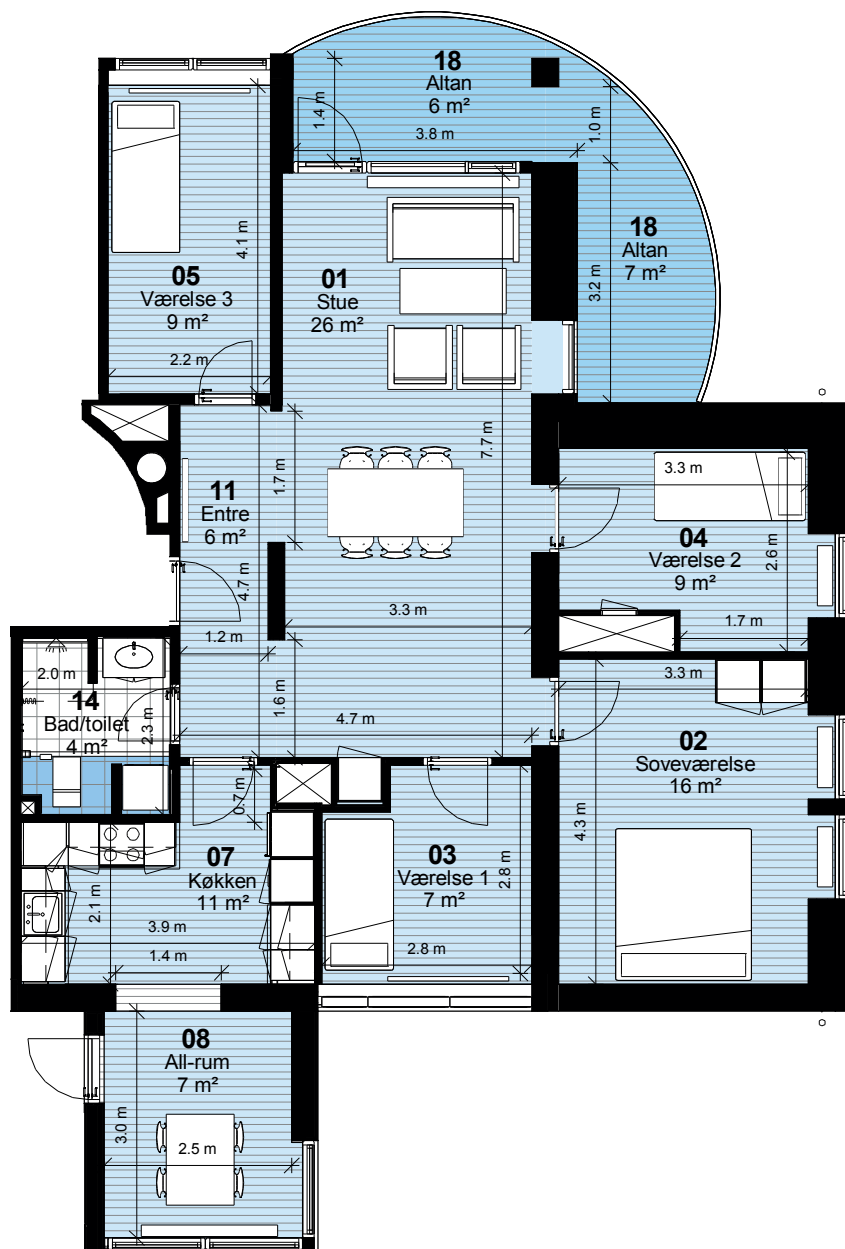 18
Altan
6 m²
1.4 m
3.8 m
1.0 m
18
Altan
7 m²
3.2 m
4.1 m
05
Værelse 3
9 m²
2.2 m
01
Stue
26 m²
7.7 m
1.7 m
11
Entre
6 m²
4.7 m
1.2 m
3.3 m
1.6 m
4.7 m
3.3 m
04
Værelse 2
9 m²
2.6 m
1.7 m
3.3 m
02
Soveværelse
16 m²
4.3 m
2.0 m
14
Bad/toilet
4 m²
2.3 m
0.7 m
07
Køkken
11 m²
2.1 m
3.9 m
1.4 m
03
Værelse 1
7 m²
2.8 m
2.8 m
08
All-rum
7 m²
3.0 m
2.5 m